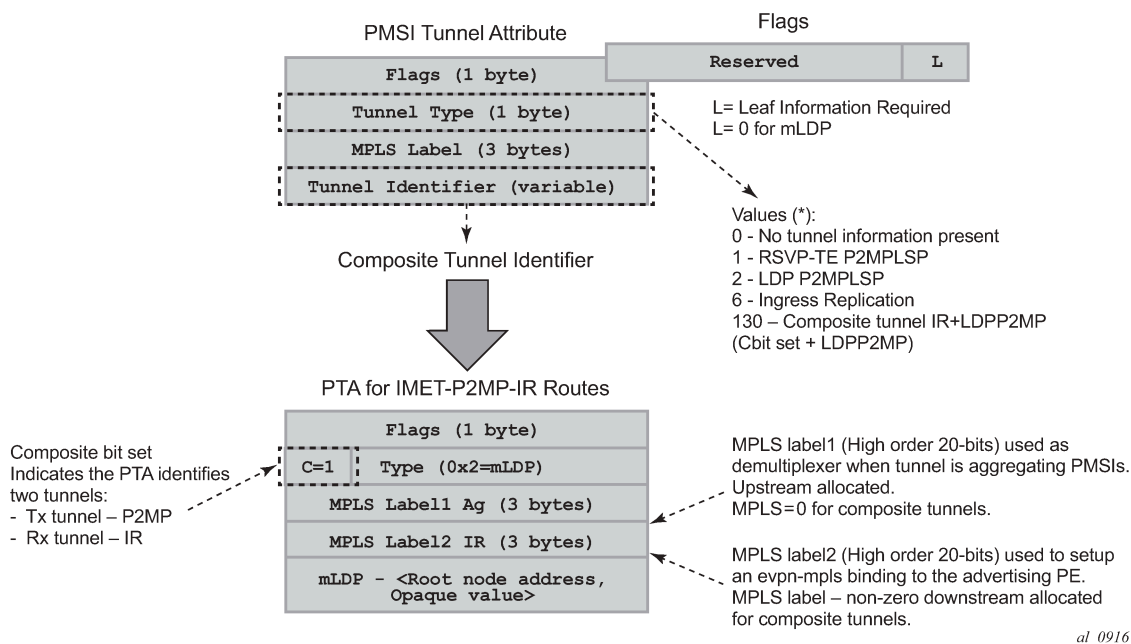 Flags
PMSI Tunnel Attribute
Reserved
L
Flags (1 byte)
Tunnel Type (1 byte)
MPLS Label (3 bytes)
Tunnel Identifier (variable)
L= Leaf Information Required
L= 0 for mLDP
Values (*):
0 - No tunnel information present
1 - RSVP-TE P2MPLSP
2 - LDP P2MPLSP
6 - Ingress Replication
130 – Composite tunnel IR+LDPP2MP
(Cbit set + LDPP2MP)
Composite Tunnel Identifier
PTA for IMET-P2MP-IR Routes
Flags (1 byte)
C=1
Type (0x2=mLDP)
MPLS Label1 Ag (3 bytes)
MPLS Label2 IR (3 bytes)
mLDP - <Root node address,
Opaque value>
Composite bit set
Indicates the PTA identifies
two tunnels:
- Tx tunnel – P2MP
- Rx tunnel – IR
MPLS label1 (High order 20-bits) used as
demultiplexer when tunnel is aggregating PMSIs.
Upstream allocated.
MPLS=0 for composite tunnels.
MPLS label2 (High order 20-bits) used to setup
an evpn-mpls binding to the advertising PE.
MPLS label – non-zero downstream allocated
for composite tunnels.
al_0916